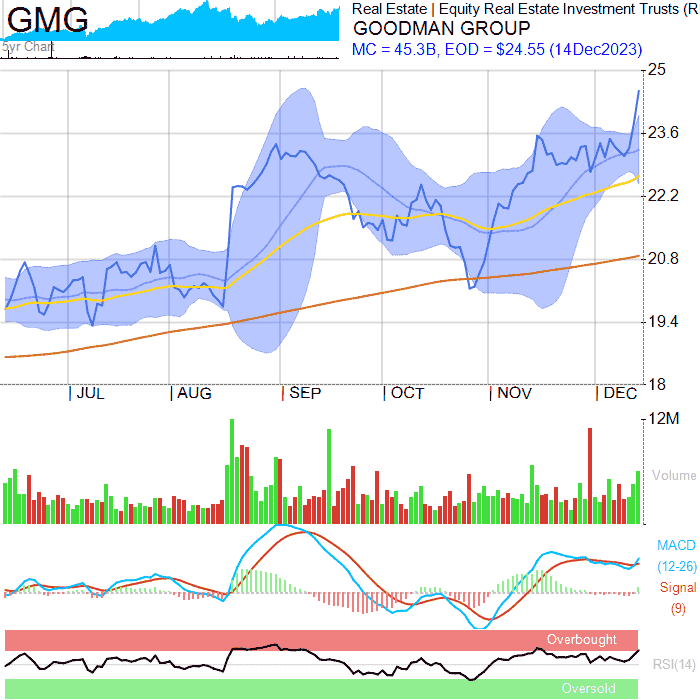 GMG
5yr Chart
Real Estate | Equity Real Estate Investment Trusts (R
GOODMAN GROUP
MC = 45.3B, EOD = $24.55 (14Dec2023)
25
23.6
22.2
20.8
19.4
18
JUL
AUG
SEP
OCT
NOV
DEC
12M
Volume
MACD
(12-26)
Signal
(9)
Overbought
RSI(14)
Oversold